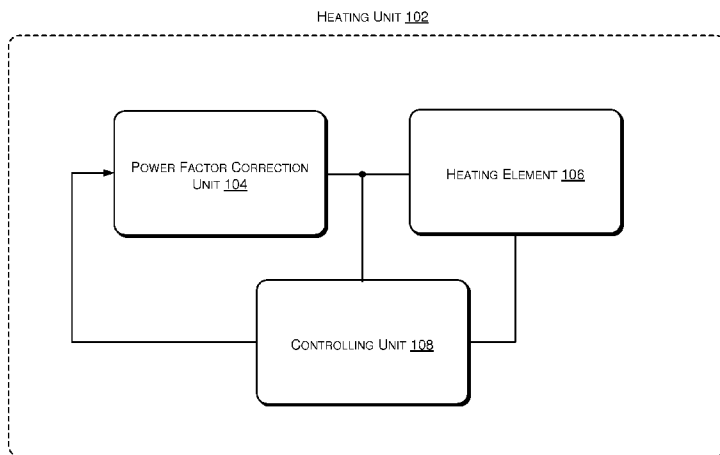 HEATING UNIT 102
POWER FACTOR CORRECTION
UNIT 104
HEATING ELEMENT 106
CONTROLLING UNIT 108